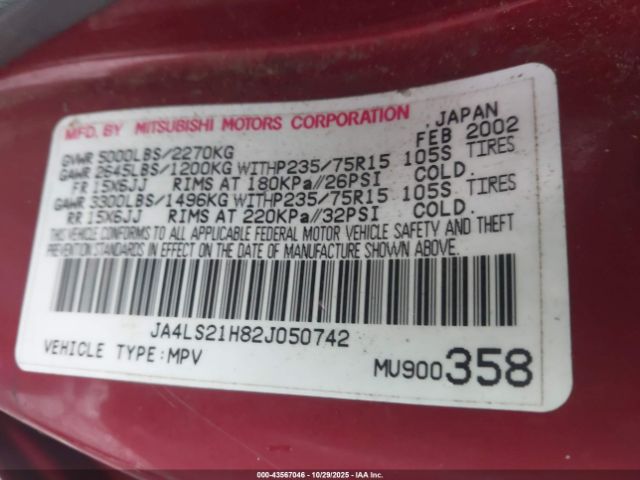 MFD. BY MITSUBISHI MOTORS CORPORATION JAPAN
GVWR 5000LBS/2270KG FEB 2002
GAWR 2645LBS/1200KG WITHP235/75R15 105S TIRES
FR 15X6JJ RIMS AT 180KPa//26PSI COLD.
GAWR 3300LBS/1496KG WITHP235/75R15 105S TIRES
RR 15X6JJ RIMS AT 220KPa//32PSI COLD.
THIS VEHICLE CONFORMS TO ALL APPLICABLE FEDERAL MOTOR VEHICLE SAFETY AND THEFT
STANDARDS IN EFFECT ON THE DATE OF MANUFACTURE SHOWN ABOVE.
JA4LS21H82J050742
VEHICLE TYPE:MPV MU900358
000-43567046 - 10/29/2025 - IAAI, Inc.